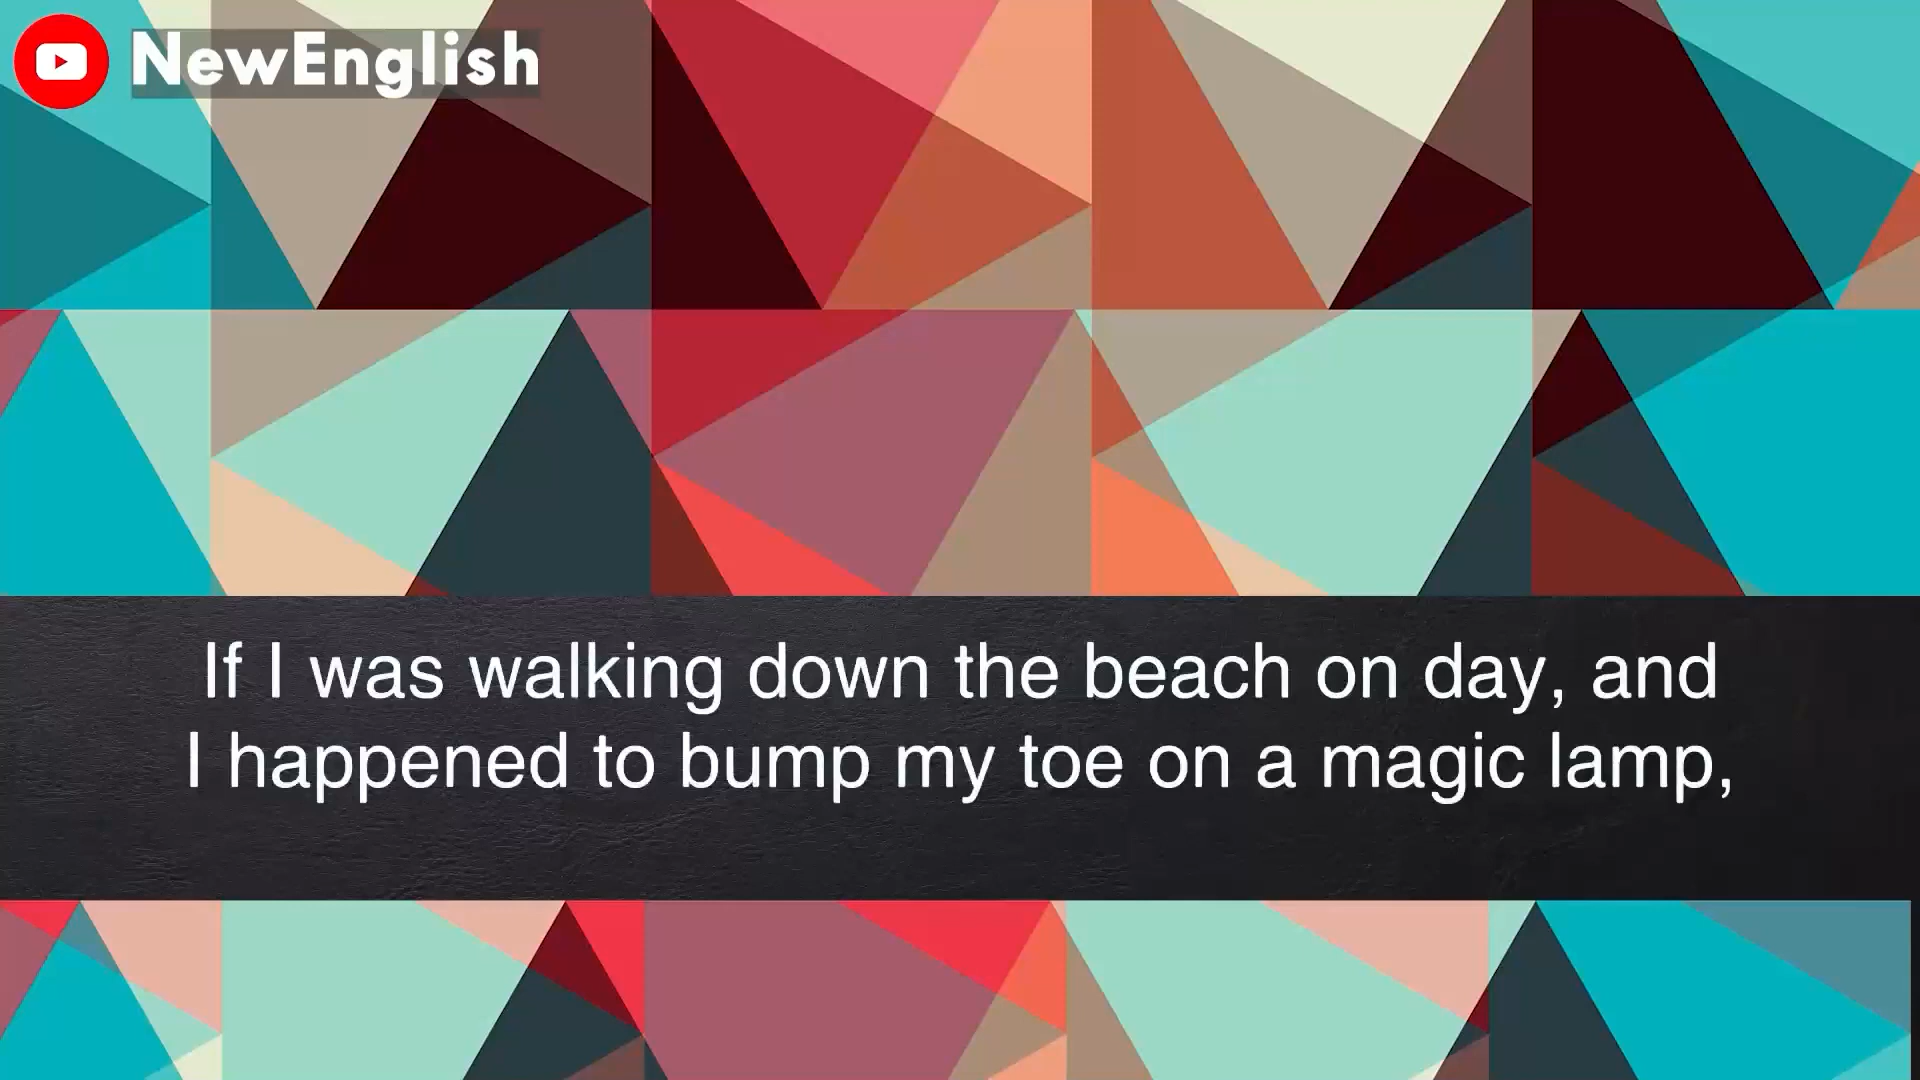 NewEnglish
If I was walking down the beach on day, and
I happened to bump my toe on a magic lamp,